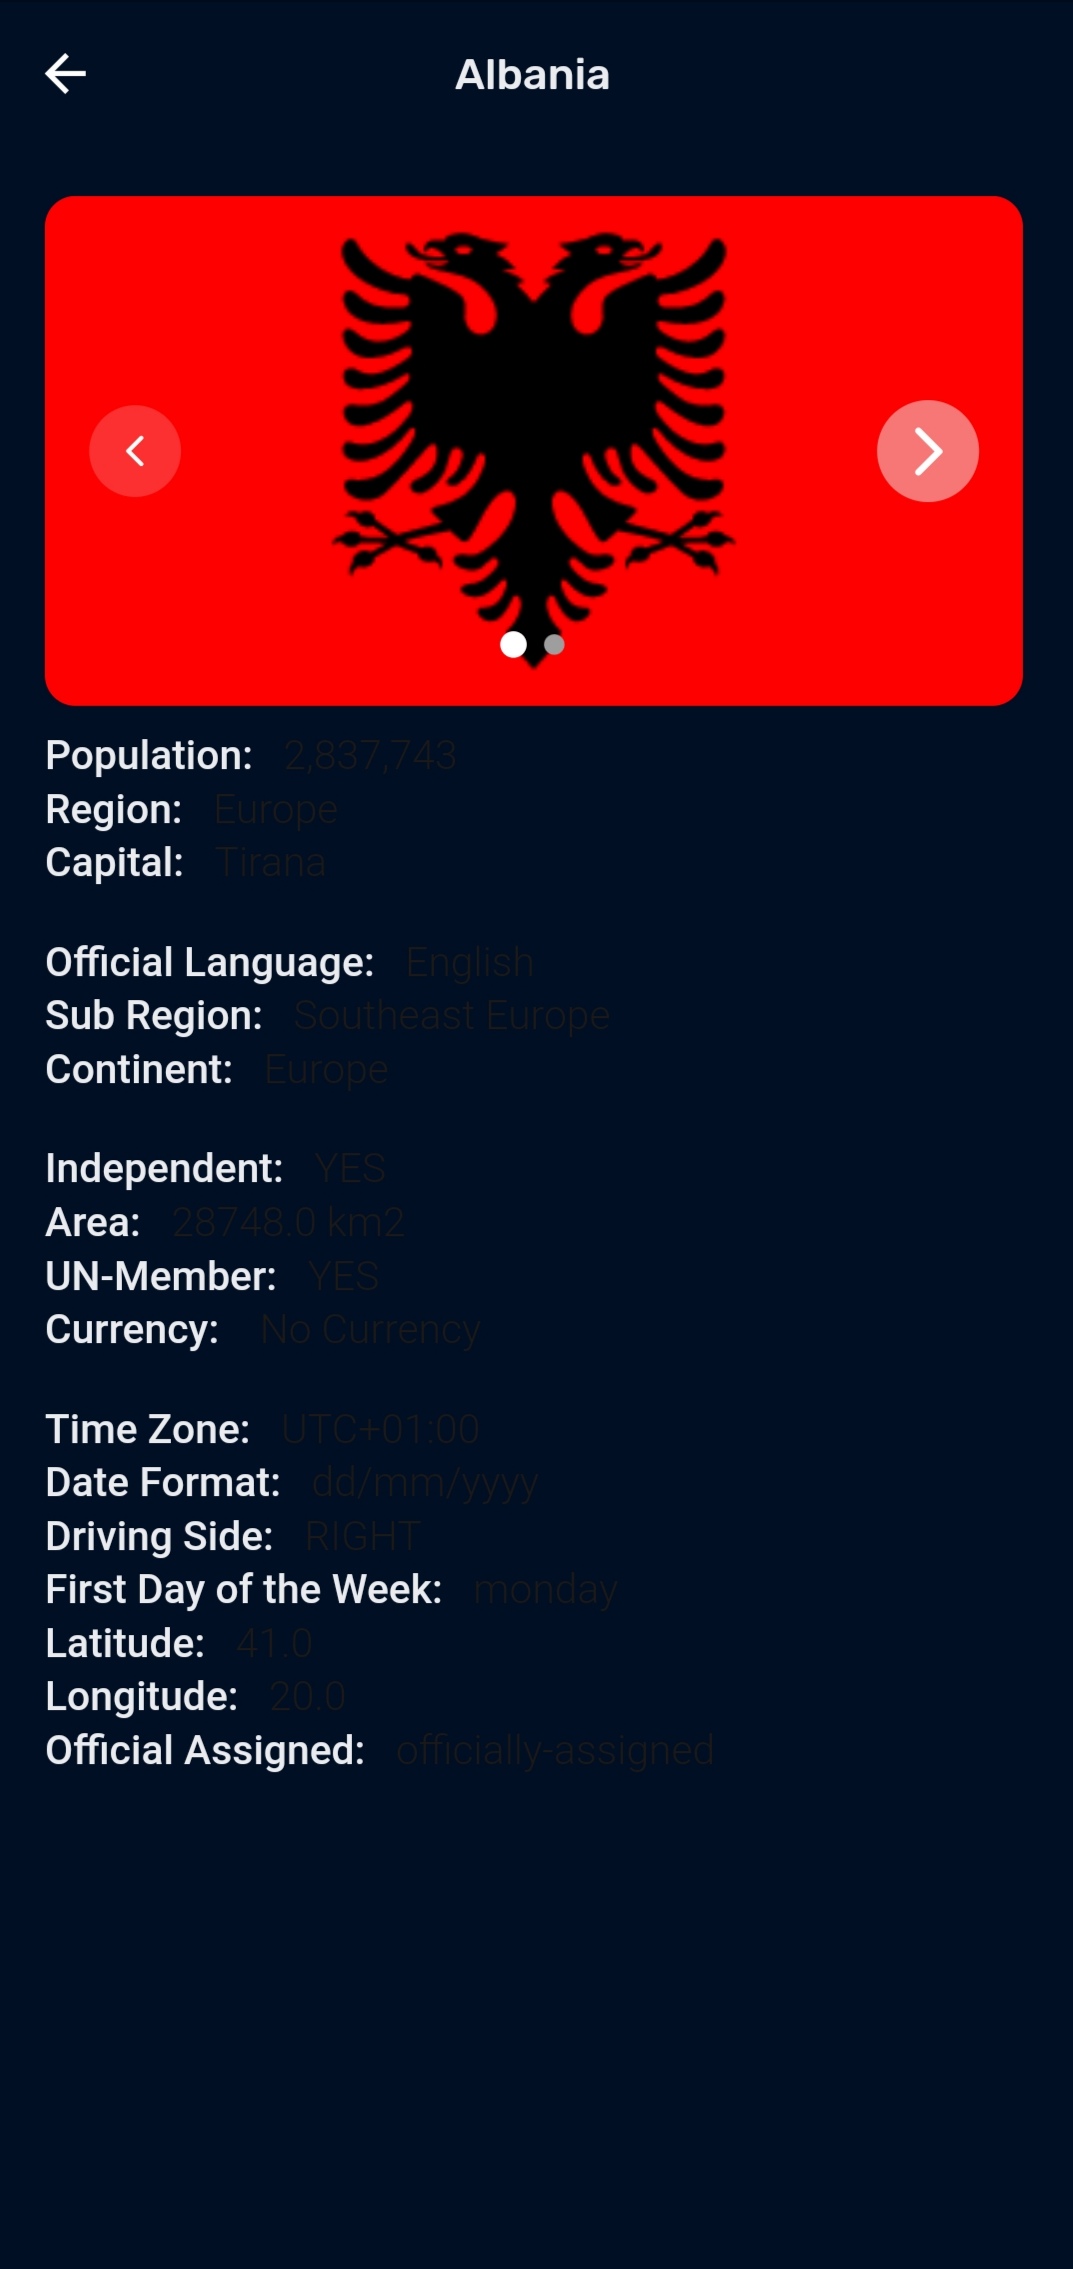 Albania
Population: 2,837,743
Region: Europe
Capital: Tirana
Official Language: English
Sub Region: Southeast Europe
Continent: Europe
Independent: YES
Area: 28748.0 km2
UN-Member: YES
Currency: No Currency
Time Zone: UTC+01:00
Date Format: dd/mm/yyyy
Driving Side: RIGHT
First Day of the Week: monday
Latitude: 41.0
Longitude: 20.0
Official Assigned: officially-assigned